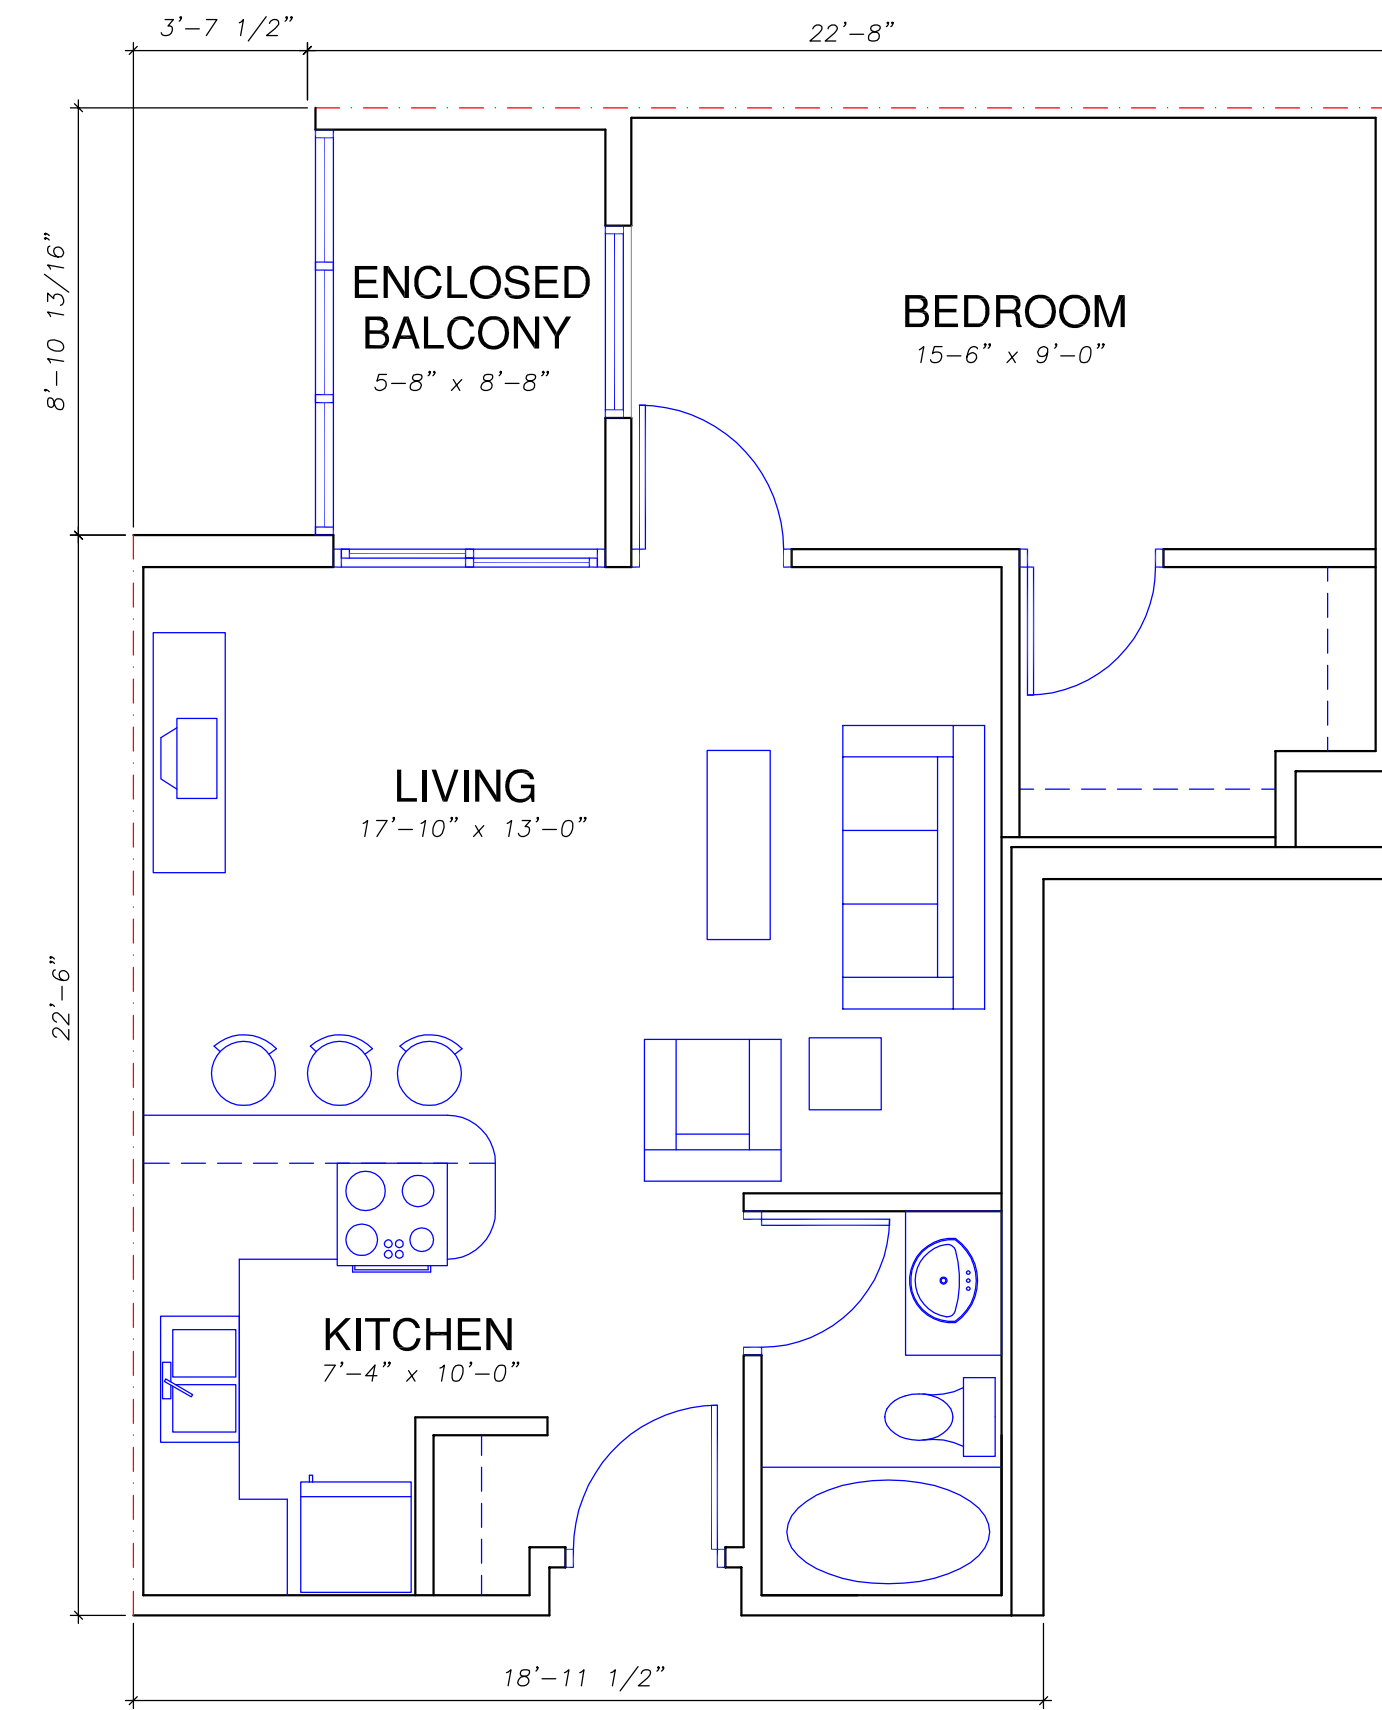 3'-7 1/2"
22'-8"
8'-10 13/16"
ENCLOSED
BALCONY
5-8" x 8'-8"
BEDROOM
15-6" x 9'-0"
LIVING
17'-10" x 13'-0"
22'-6"
KITCHEN
7'-4" x 10'-0"
18'-11 1/2"